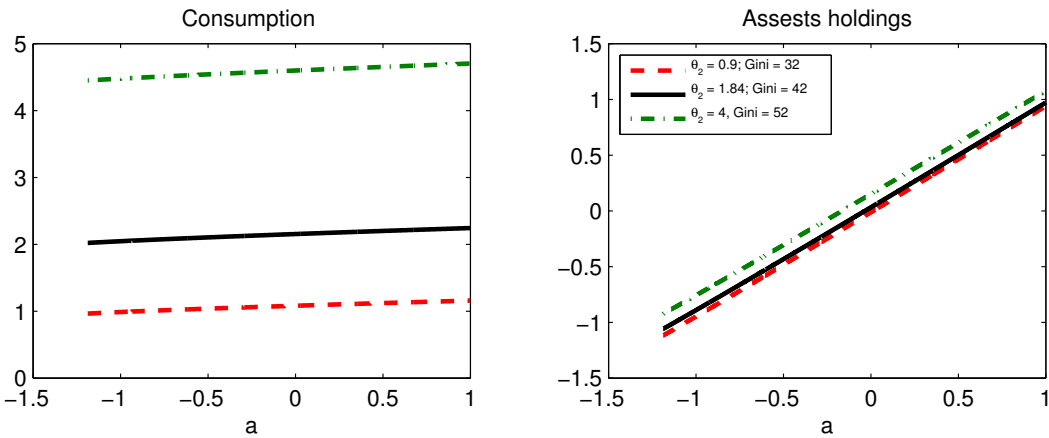 Consumption
5
4
3
2
1
0
−1.5 −1 −0.5 0 0.5 1
a
Assests holdings
1.5
1
0.5
0
−0.5
−1
−1.5
−1.5 −1 −0.5 0 0.5 1
a
θ₂ = 0.9; Gini = 32
θ₂ = 1.84; Gini = 42
θ₂ = 4, Gini = 52